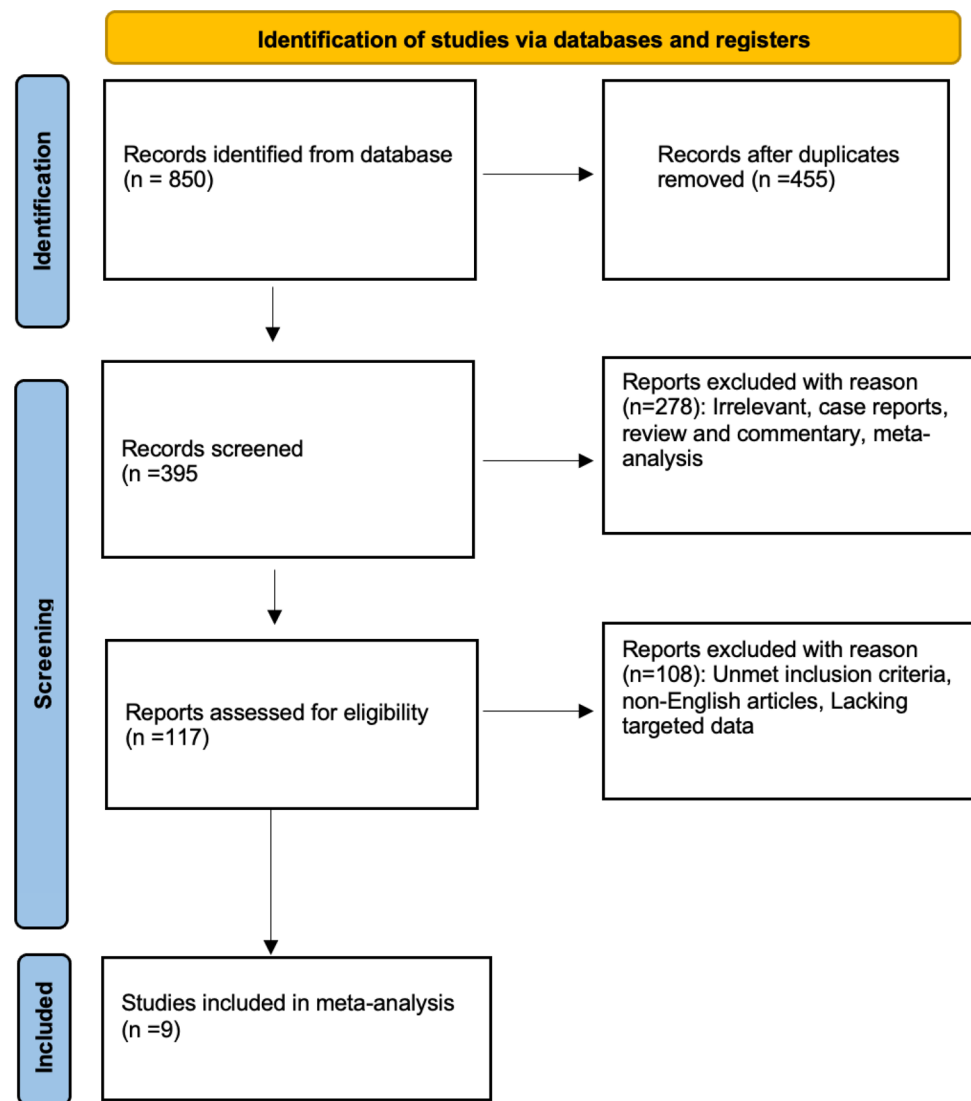 Identification of studies via databases and registers
Identification
Records identified from database
(n = 850)
Records after duplicates
removed (n =455)
Screening
Records screened
(n =395
Reports excluded with reason
(n=278): Irrelevant, case reports,
review and commentary, meta-
analysis
Reports assessed for eligibility
(n =117)
Reports excluded with reason
(n=108): Unmet inclusion criteria,
non-English articles, Lacking
targeted data
Included
Studies included in meta-analysis
(n =9)